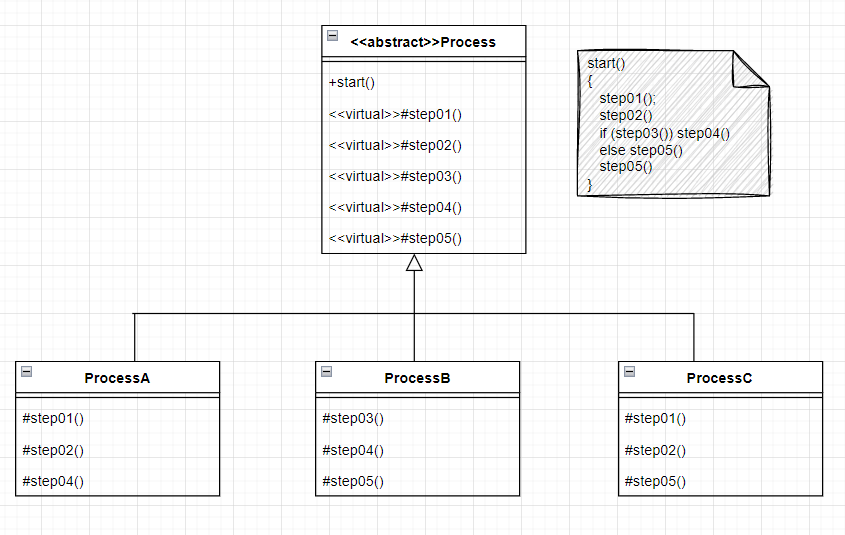 <<abstract>>Process
+start()
<<virtual>>#step01()
<<virtual>>#step02()
<<virtual>>#step03()
<<virtual>>#step04()
<<virtual>>#step05()
start()
{
step01();
step02()
if (step03()) step04()
else step05()
step05()
}
ProcessA
#step01()
#step02()
#step04()
ProcessB
#step03()
#step04()
#step05()
ProcessC
#step01()
#step02()
#step05()